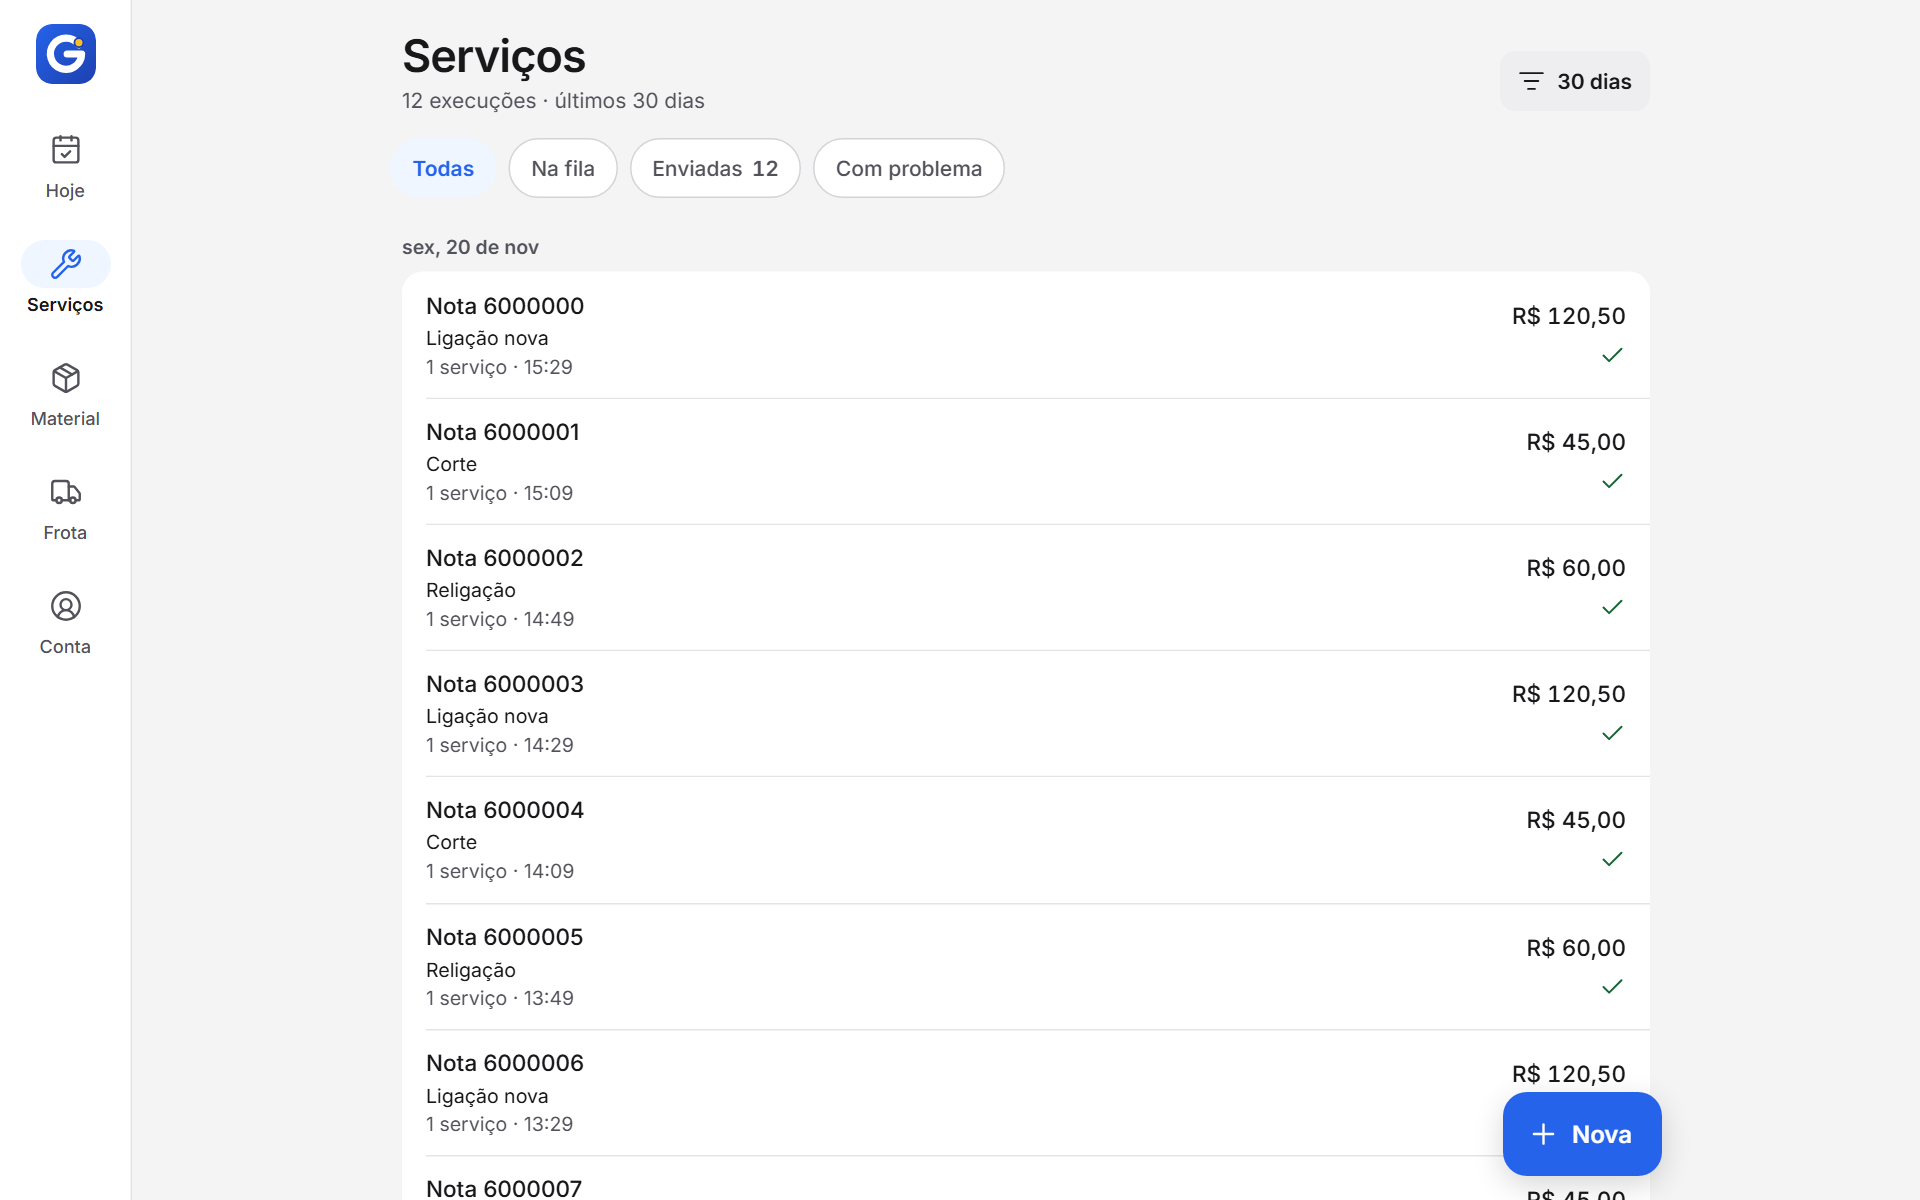 Hoje
Serviços
Material
Frota
Conta
Serviços
12 execuções · últimos 30 dias
30 dias
Todas
Na fila
Enviadas 12
Com problema
sex, 20 de nov
Nota 6000000
Ligação nova
1 serviço · 15:29
R$ 120,50
Nota 6000001
Corte
1 serviço · 15:09
R$ 45,00
Nota 6000002
Religação
1 serviço · 14:49
R$ 60,00
Nota 6000003
Ligação nova
1 serviço · 14:29
R$ 120,50
Nota 6000004
Corte
1 serviço · 14:09
R$ 45,00
Nota 6000005
Religação
1 serviço · 13:49
R$ 60,00
Nota 6000006
Ligação nova
1 serviço · 13:29
R$ 120,50
Nova
Nota 6000007
R$ 45,00